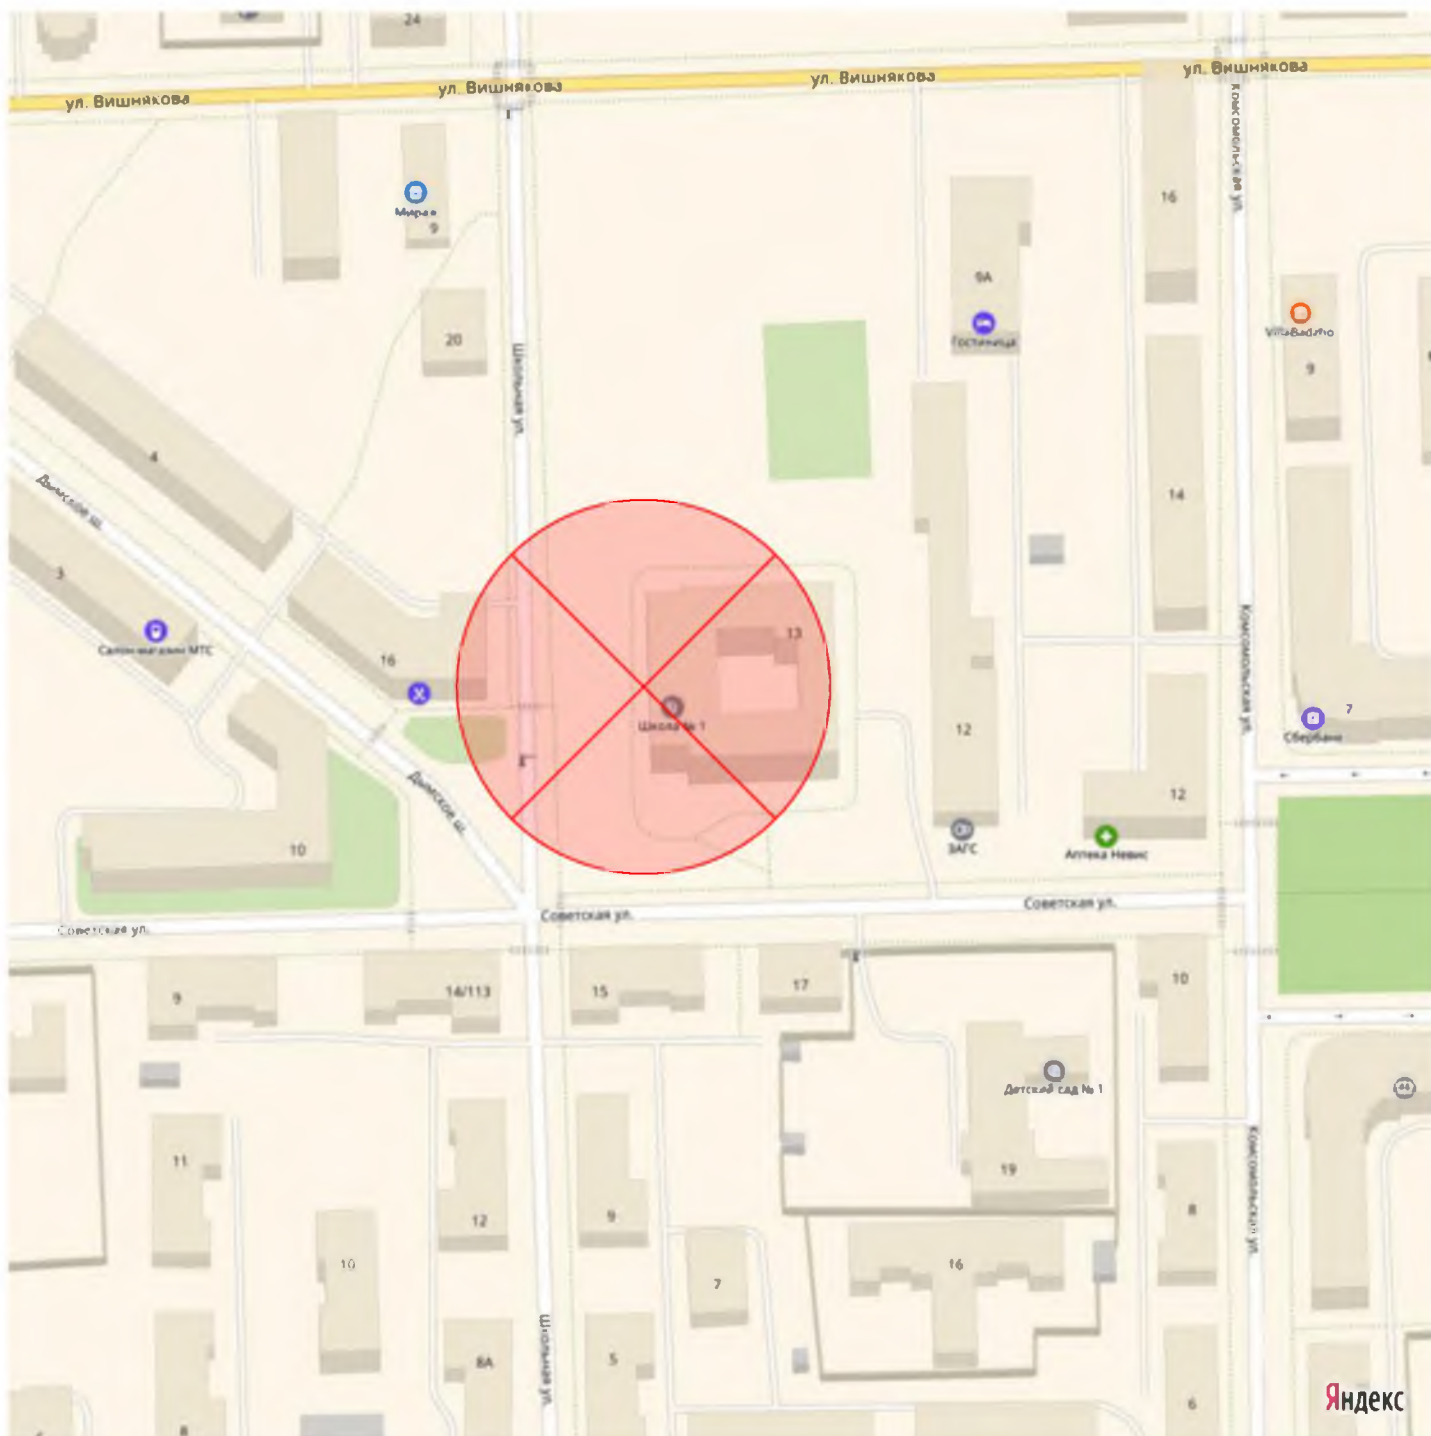 24
ул. Вишнякова
ул. Вишнякова
ул. Вишнякова
ул. Вишнякова
Комсомольская ул.
16
9
9А
Гостиница
VillaBadzho
9
20
Школьная ул.
4
14
Дымское ш.
3
Салон-магазин МТС
16
13
Школа № 1
12
Комсомольская ул.
7
Сбербанк
Дымское ш.
12
10
ЗАГС
Аптека Невис
Советская ул.
Советская ул.
Советская ул.
9
14/113
15
17
10
Детский сад № 1
11
19
12
9
8
Комсомольская ул.
10
7
16
Школьная ул.
8А
5
6
8
Яндекс